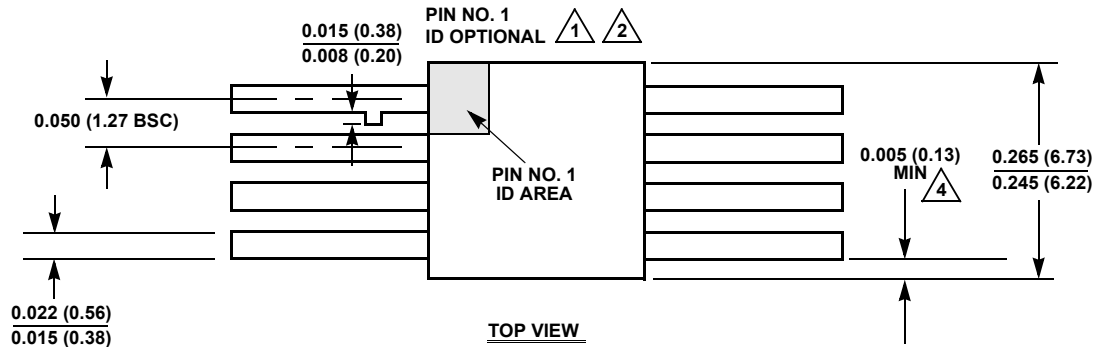 PIN NO. 1
ID OPTIONAL 1 2
0.015 (0.38)
0.008 (0.20)
0.050 (1.27 BSC)
PIN NO. 1
ID AREA
0.005 (0.13)
MIN 4
0.265 (6.73)
0.245 (6.22)
0.022 (0.56)
0.015 (0.38)
TOP VIEW